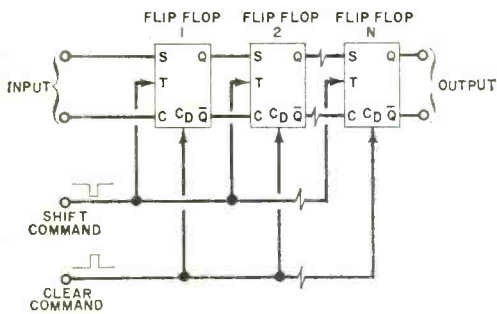 FLIP FLOP
1
FLIP FLOP
2
FLIP FLOP
N
S Q
T
C CD Q̅
S Q
T
C CD Q̅
S Q
T
C CD Q̅
INPUT
OUTPUT
SHIFT
COMMAND
CLEAR
COMMAND